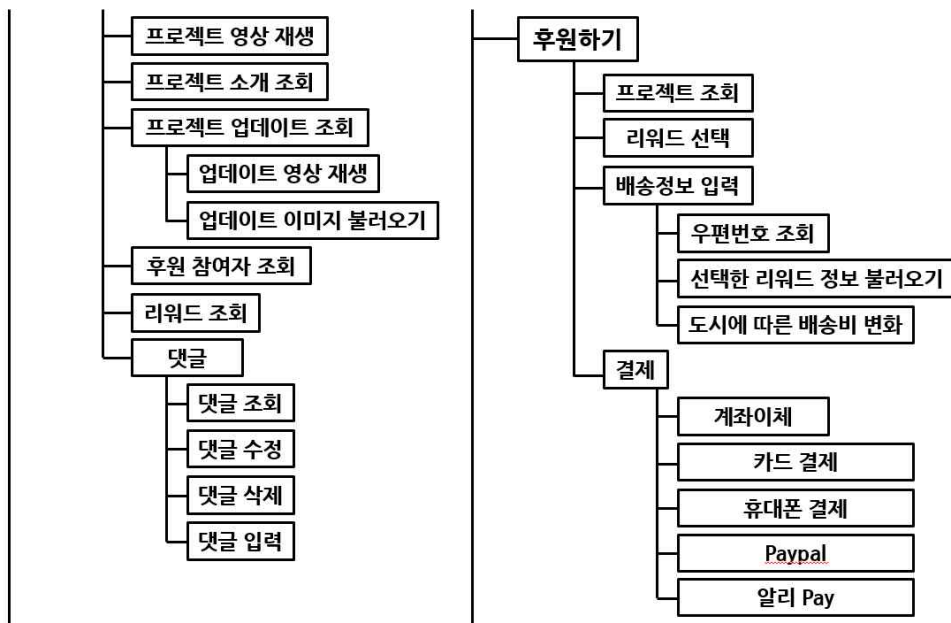 프로젝트 영상 재생
프로젝트 소개 조회
프로젝트 업데이트 조회
업데이트 영상 재생
업데이트 이미지 불러오기
후원 참여자 조회
리워드 조회
댓글
댓글 조회
댓글 수정
댓글 삭제
댓글 입력
후원하기
프로젝트 조회
리워드 선택
배송정보 입력
우편번호 조회
선택한 리워드 정보 불러오기
도시에 따른 배송비 변화
결제
계좌이체
카드 결제
휴대폰 결제
Paypal
알리 Pay